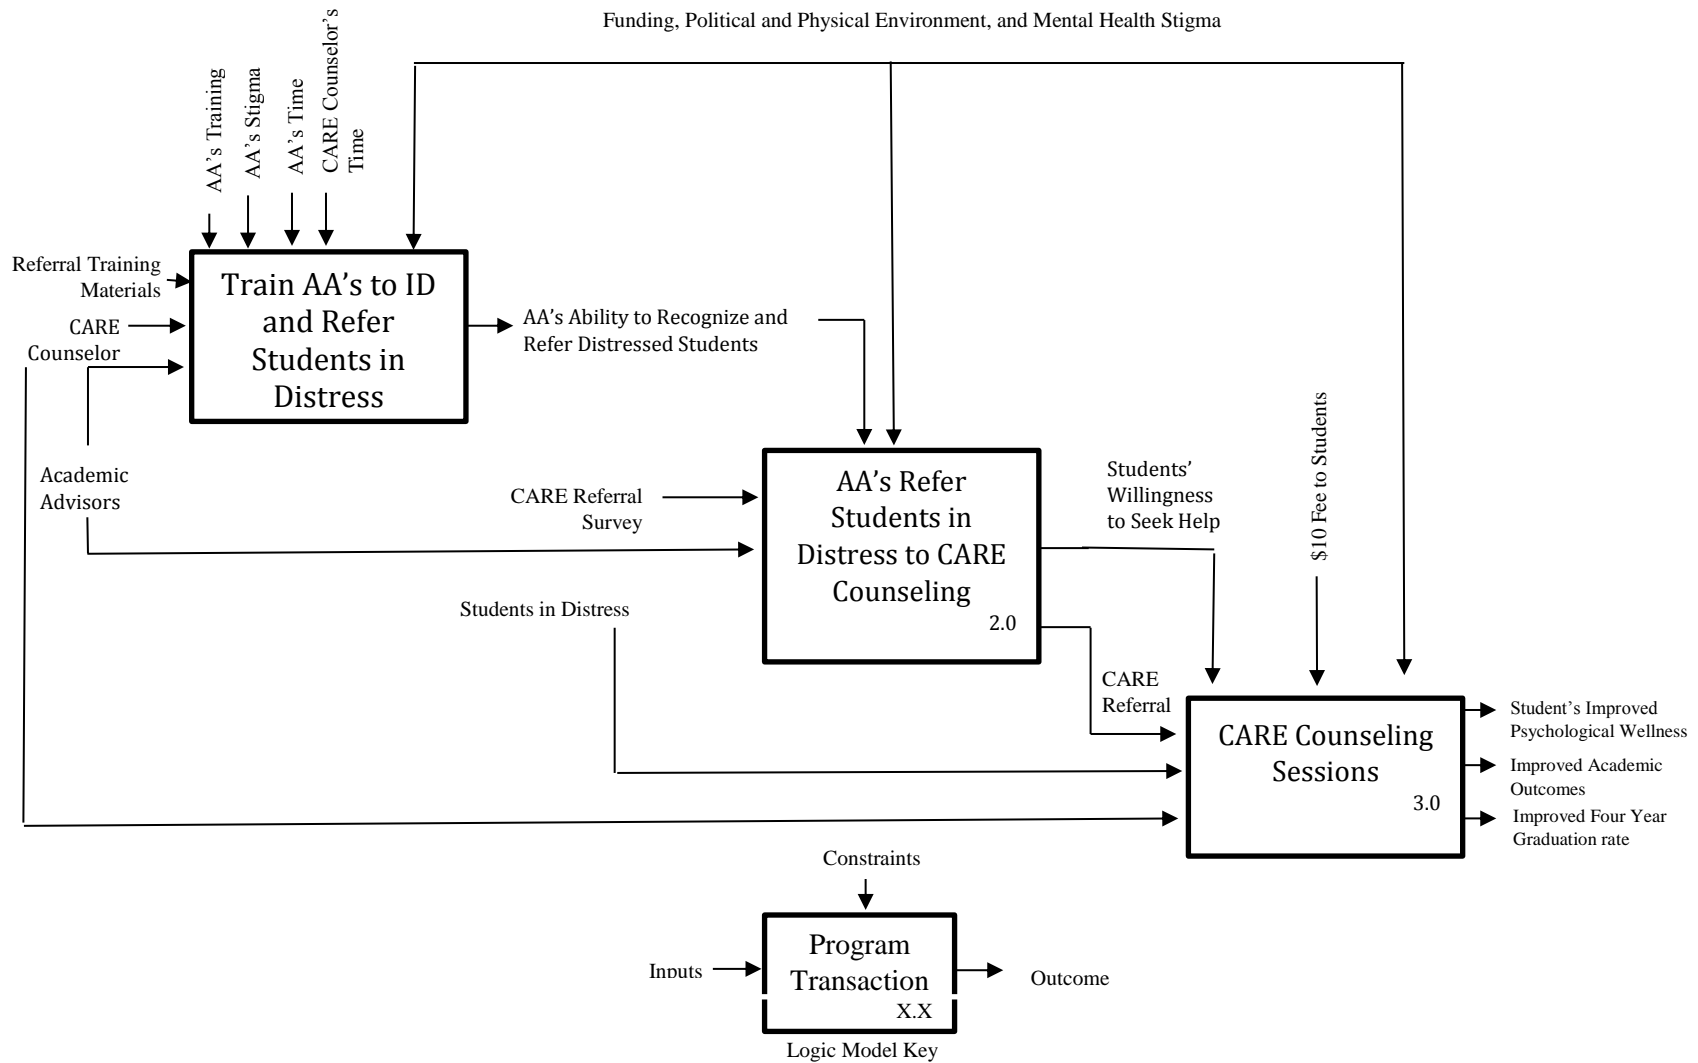 Funding, Political and Physical Environment, and Mental Health Stigma
AA's Training
AA's Stigma
AA's Time
CARE Counselor's
Time
Referral Training
Materials
CARE
Counselor
Academic
Advisors
Train AA's to ID
and Refer
Students in
Distress
AA's Ability to Recognize and
Refer Distressed Students
CARE Referral
Survey
Students in Distress
AA's Refer
Students in
Distress to CARE
Counseling
2.0
Students'
Willingness
to Seek Help
$10 Fee to Students
CARE
Referral
CARE Counseling
Sessions
3.0
Student's Improved
Psychological Wellness
Improved Academic
Outcomes
Improved Four Year
Graduation rate
Constraints
Inputs
Program
Transaction
X.X
Outcome
Logic Model Key